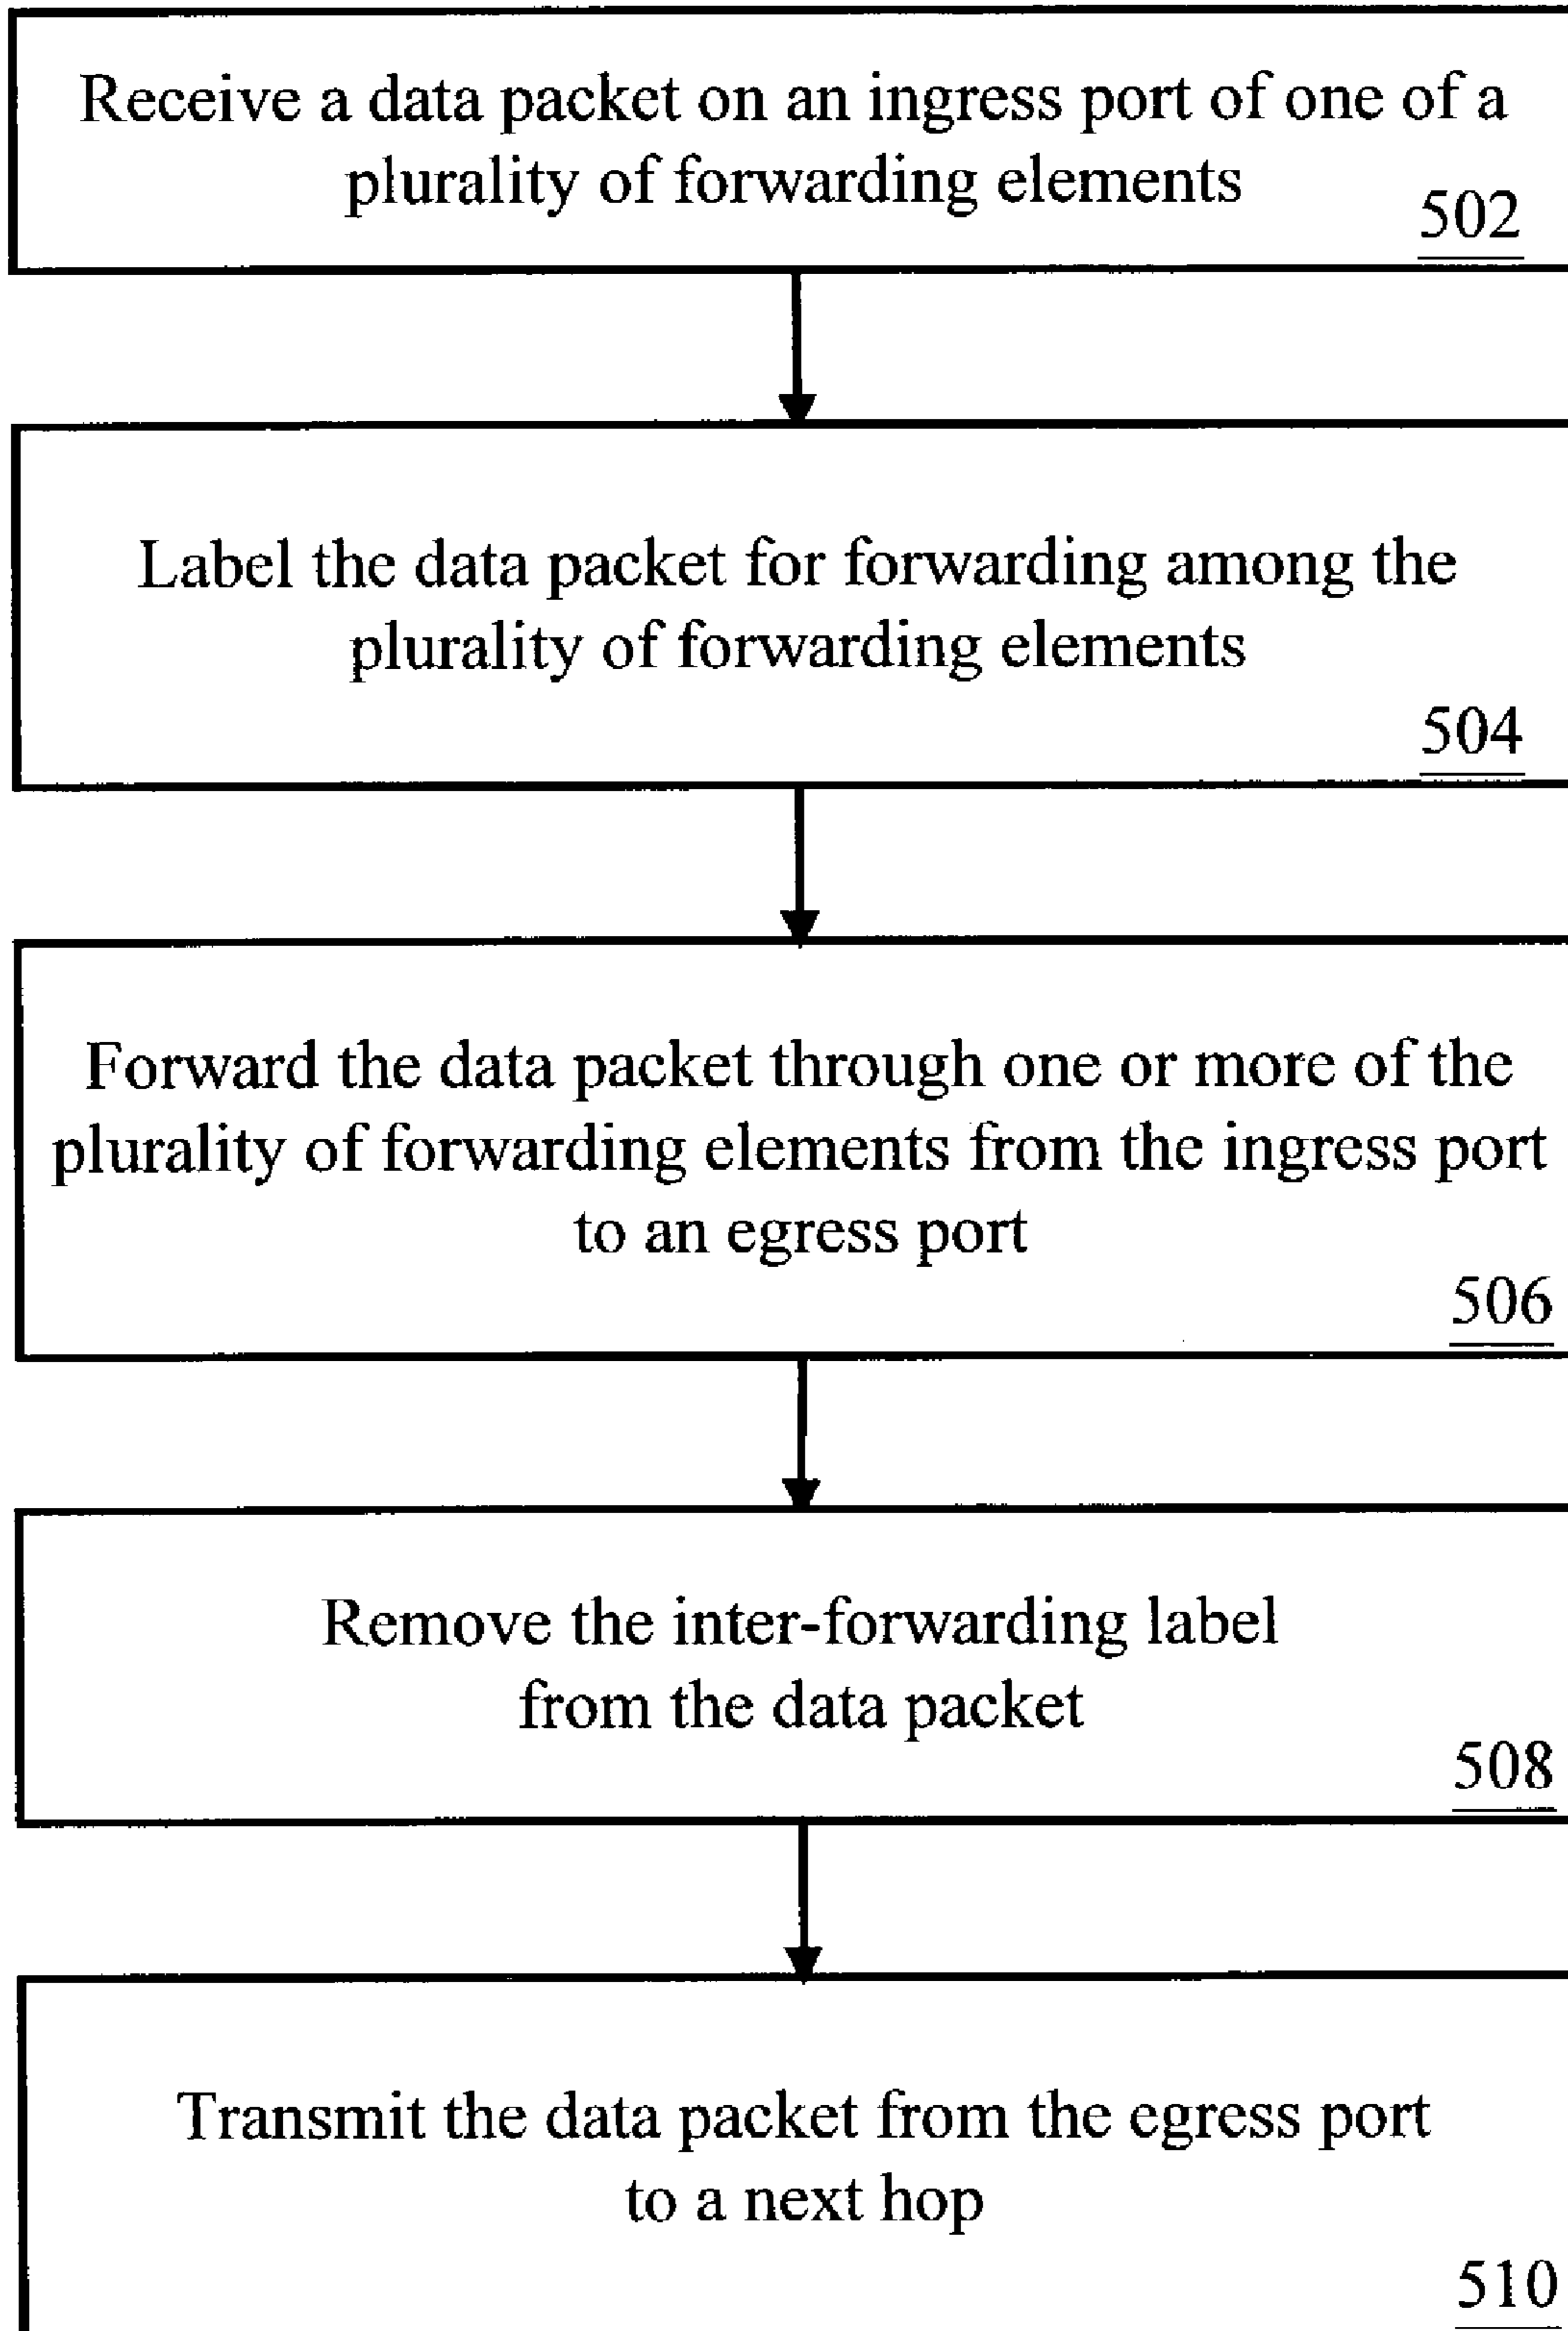 Receive a data packet on an ingress port of one of a
plurality of forwarding elements
502
Label the data packet for forwarding among the
plurality of forwarding elements
504
Forward the data packet through one or more of the
plurality of forwarding elements from the ingress port
to an egress port
506
Remove the inter-forwarding label
from the data packet
508
Transmit the data packet from the egress port
to a next hop
510